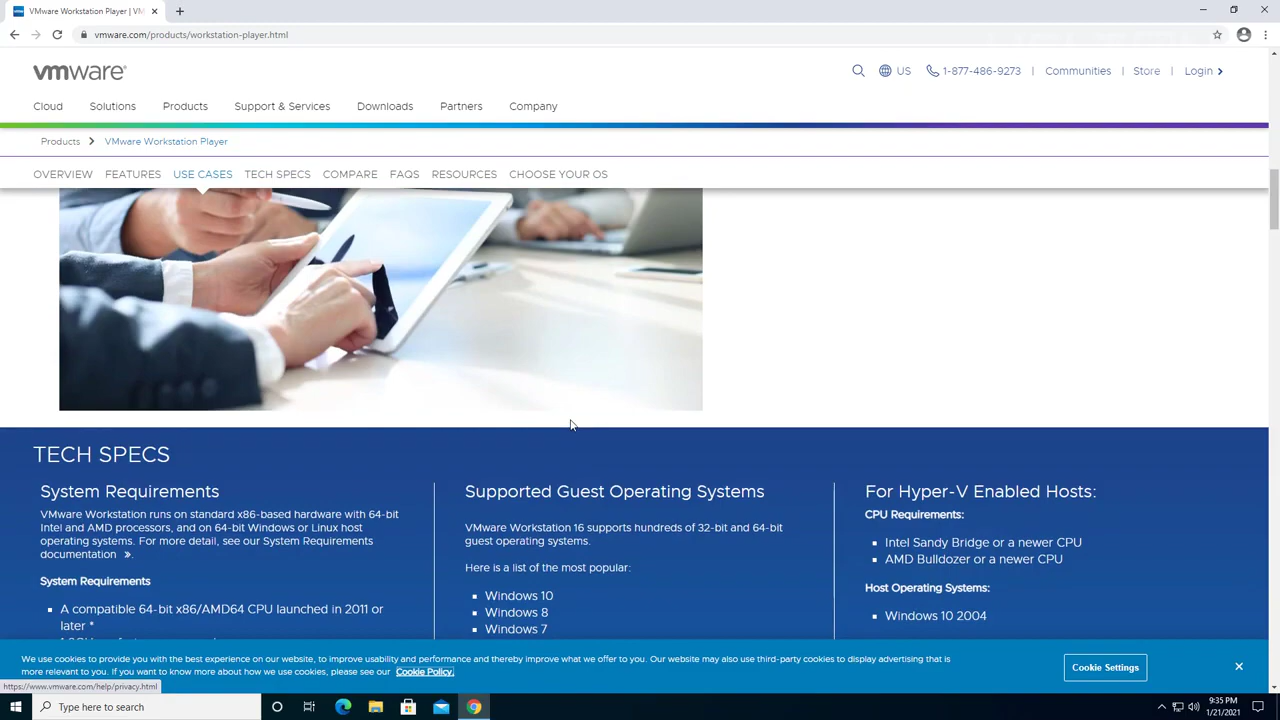 VMware Workstation Player | VM
vmware.com/products/workstation-player.html
vmware
US
1-877-486-9273
Communities
Store
Login
Cloud
Solutions
Products
Support & Services
Downloads
Partners
Company
Products
VMware Workstation Player
OVERVIEW
FEATURES
USE CASES
TECH SPECS
COMPARE
FAQS
RESOURCES
CHOOSE YOUR OS
TECH SPECS
System Requirements
VMware Workstation runs on standard x86-based hardware with 64-bit
Intel and AMD processors, and on 64-bit Windows or Linux host
operating systems. For more detail, see our System Requirements
documentation ».
System Requirements
A compatible 64-bit x86/AMD64 CPU launched in 2011 or
later *
Supported Guest Operating Systems
VMware Workstation 16 supports hundreds of 32-bit and 64-bit
guest operating systems.
Here is a list of the most popular:
Windows 10
Windows 8
Windows 7
For Hyper-V Enabled Hosts:
CPU Requirements:
Intel Sandy Bridge or a newer CPU
AMD Bulldozer or a newer CPU
Host Operating Systems:
Windows 10 2004
We use cookies to provide you with the best experience on our website, to improve usability and performance and thereby improve what we offer to you. Our website may also use third-party cookies to display advertising that is
more relevant to you. If you want to know more about how we use cookies, please see our Cookie Policy.
Cookie Settings
https://www.vmware.com/help/privacy.html
Type here to search
9:35 PM
1/21/2021